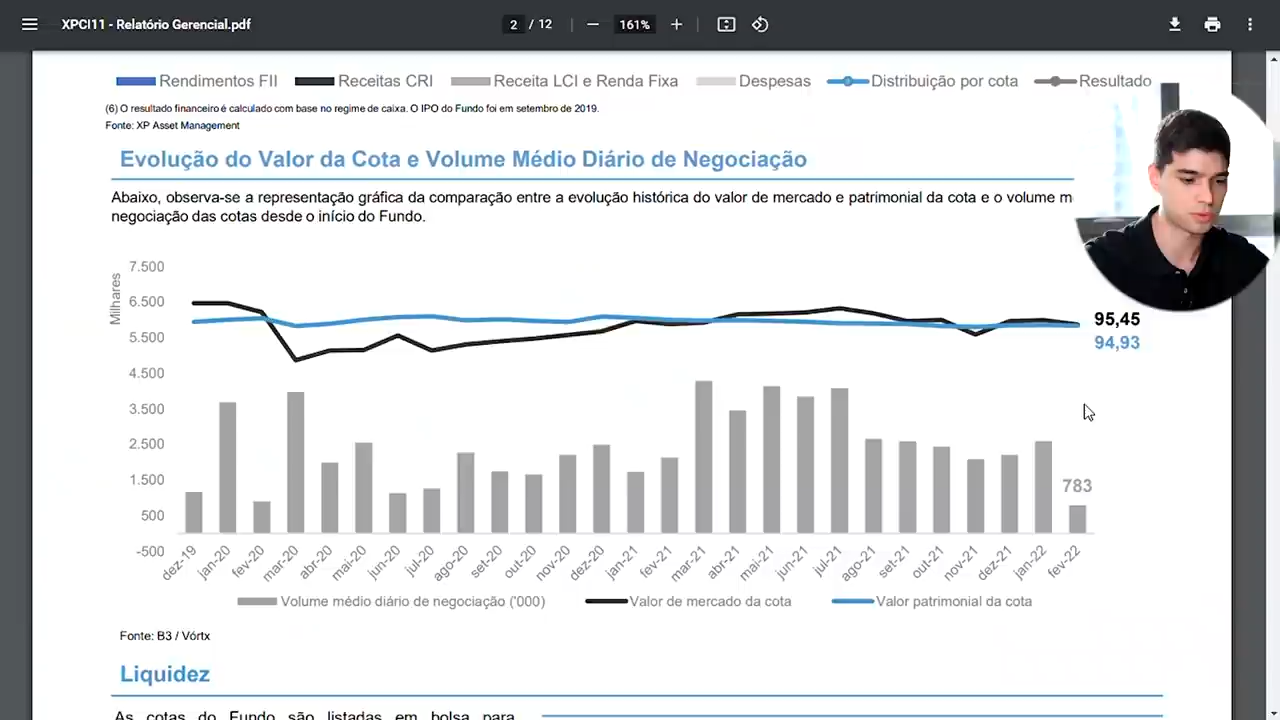 XPCI11 - Relatório Gerencial.pdf
2 / 12
161%
Rendimentos FII Receitas CRI Receita LCI e Renda Fixa Despesas Distribuição por cota Resultado
(6) O resultado financeiro é calculado com base no regime de caixa. O IPO do Fundo foi em setembro de 2019.
Fonte: XP Asset Management
Evolução do Valor da Cota e Volume Médio Diário de Negociação
Abaixo, observa-se a representação gráfica da comparação entre a evolução histórica do valor de mercado e patrimonial da cota e o volume
negociação das cotas desde o início do Fundo.
Milhares
7.500
6.500
5.500
4.500
3.500
2.500
1.500
500
-500
95,45
94,93
783
dez-19 jan-20 fev-20 mar-20 abr-20 mai-20 jun-20 jul-20 ago-20 set-20 out-20 nov-20 dez-20 jan-21 fev-21 mar-21 abr-21 mai-21 jun-21 jul-21 ago-21 set-21 out-21 nov-21 dez-21 jan-22 fev-22
Volume médio diário de negociação ('000) Valor de mercado da cota Valor patrimonial da cota
Fonte: B3 / Vórtx
Liquidez
As cotas do Fundo são listadas em bolsa para